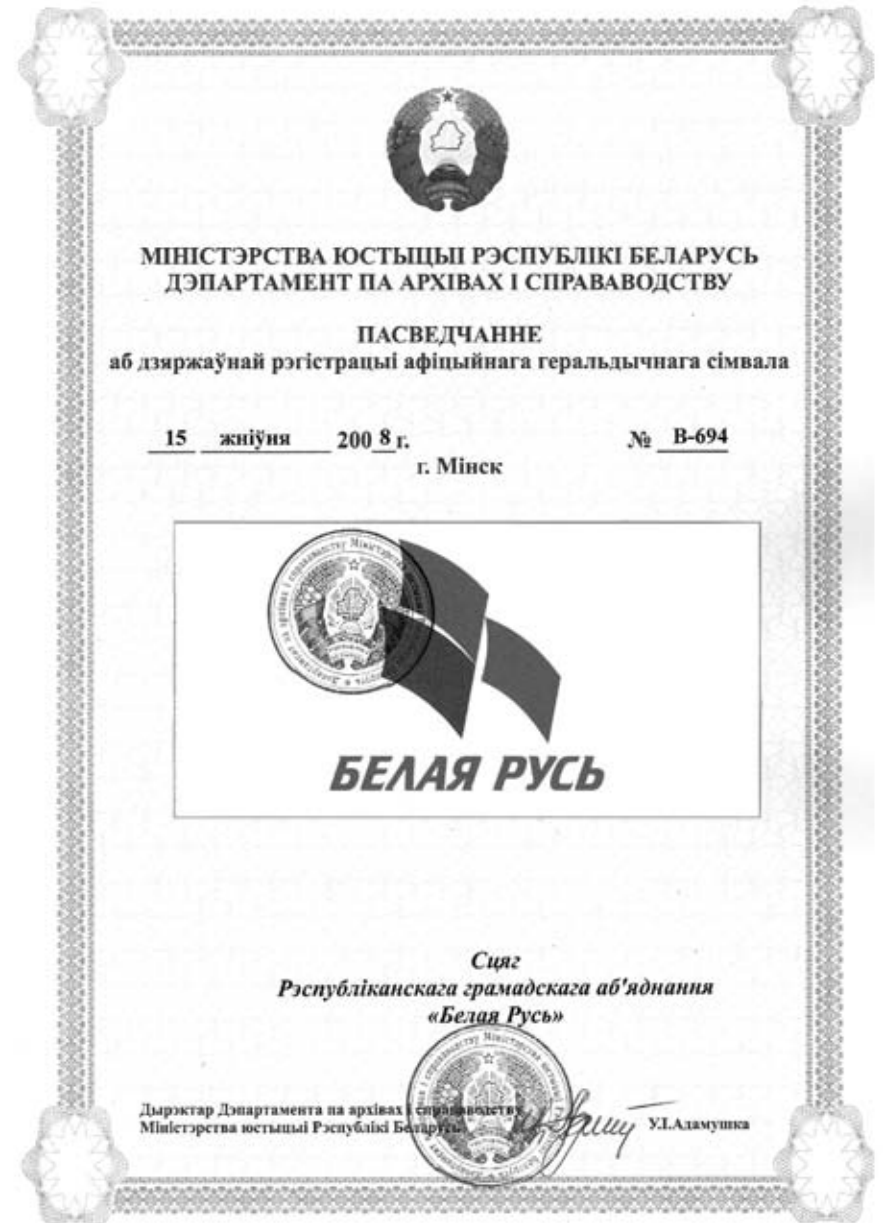 МІНІСТЭРСТВА ЮСТЫЦЫІ РЭСПУБЛІКІ БЕЛАРУСЬ
ДЭПАРТАМЕНТ ПА АРХІВАХ І СПРАВАВОДСТВУ
ПАСВЕДЧАННЕ
аб дзяржаўнай рэгістрацыі афіцыйнага геральдычнага сімвала
15 жніўня 2008 г. № В-694
г. Мінск
БЕЛАЯ РУСЬ
Сцяг
Рэспубліканскага грамадскага аб'яднання
«Белая Русь»
Дырэктар Дэпартамента па архівах і справаводству
Міністэрства юстыцыі Рэспублікі Беларусь У.І.Адамушка